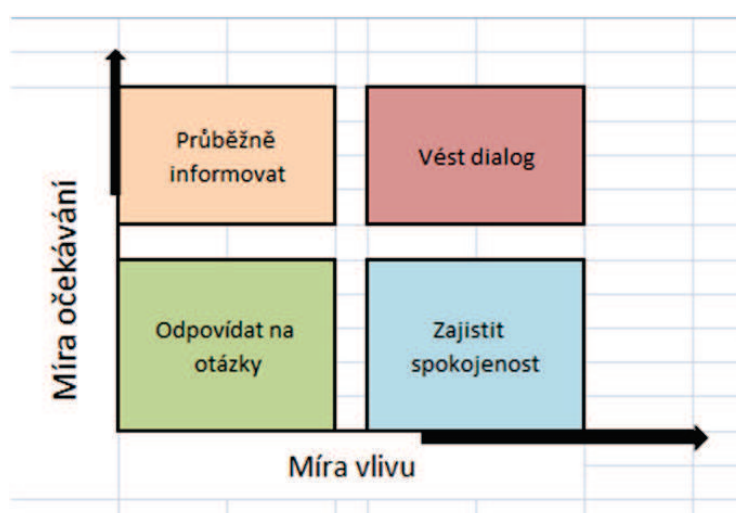 Průběžně
informovat
Vést dialog
Míra očekávání
Odpovídat na
otázky
Zajistit
spokojenost
Míra vlivu